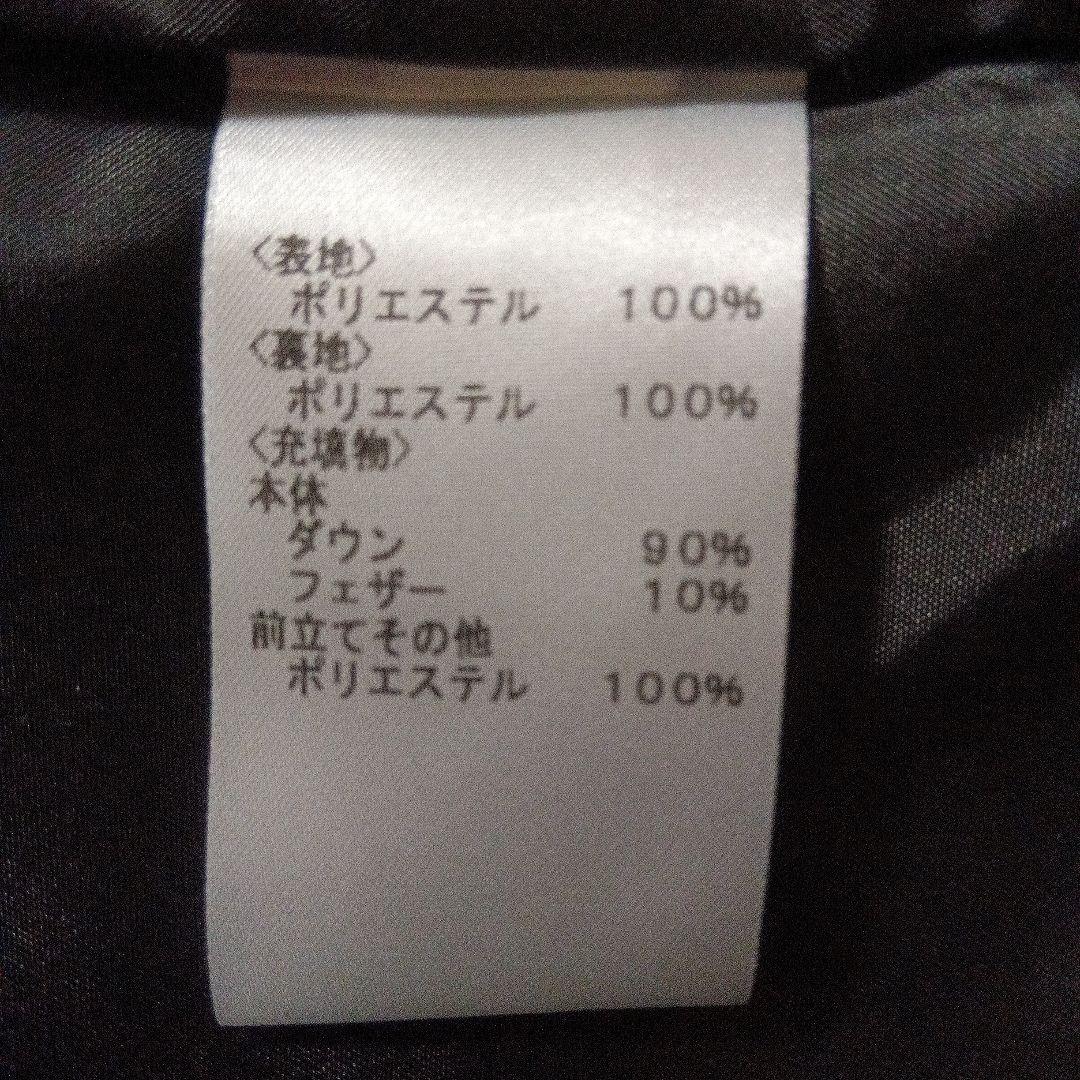 〈表地〉
ポリエステル 100%
〈裏地〉
ポリエステル 100%
〈充填物〉
本体
ダウン 90%
フェザー 10%
前立てその他
ポリエステル 100%